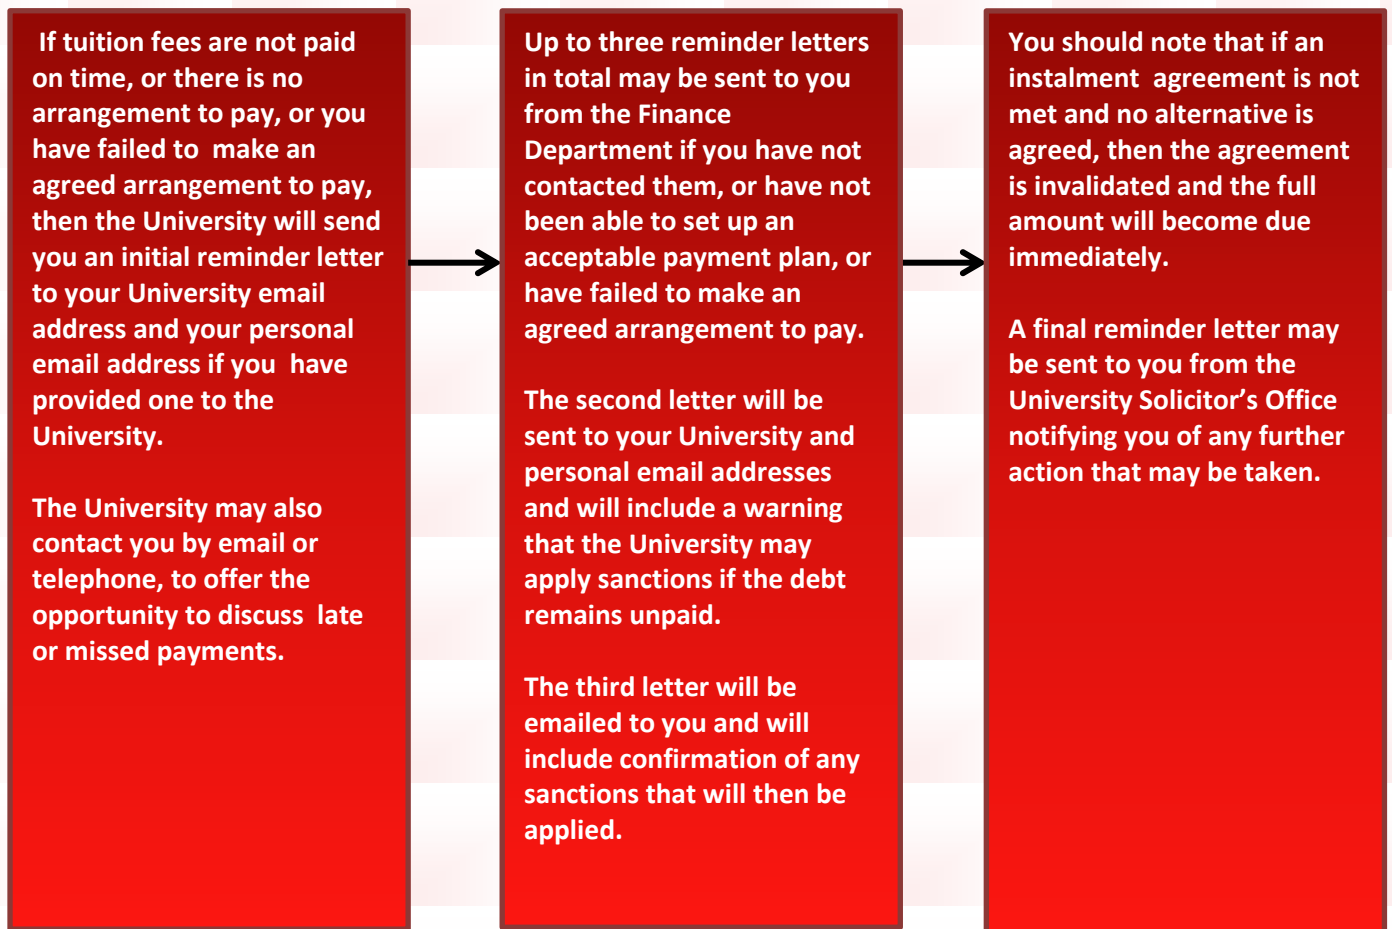 If tuition fees are not paid
on time, or there is no
arrangement to pay, or you
have failed to  make an
agreed arrangement to pay,
then the University will send
you an initial reminder letter
to your University email
address and your personal
email address if you  have
provided one to the
University.
The University may also
contact you by email or
telephone, to offer the
opportunity to discuss  late
or missed payments.
Up to three reminder letters
in total may be sent to you
from the Finance
Department if you have not
contacted them, or have not
been able to set up an
acceptable payment plan, or
have failed to make an
agreed arrangement to pay.
The second letter will be
sent to your University and
personal email addresses
and will include a warning
that the University may
apply sanctions if the debt
remains unpaid.
The third letter will be
emailed to you and will
include confirmation of any
sanctions that will then be
applied.
You should note that if an
instalment  agreement is not
met and no alternative is
agreed, then the agreement
is invalidated and the full
amount will become due
immediately.
A final reminder letter may
be sent to you from the
University Solicitor’s Office
notifying you of any further
action that may be taken.